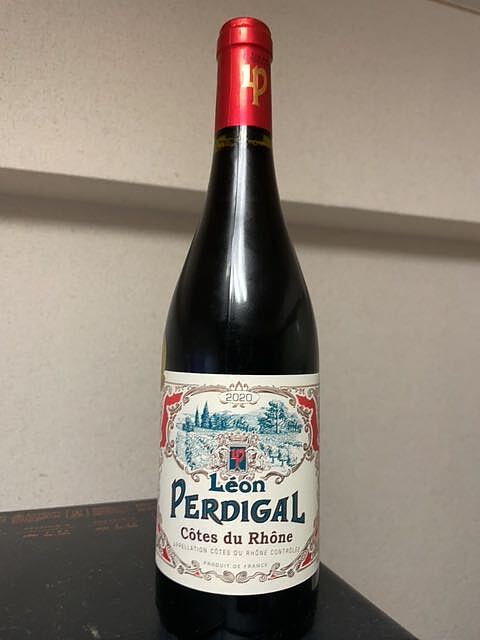 LP
2020
LP
Léon
PERDIGAL
Côtes du Rhône
APPELLATION CÔTES DU RHÔNE CONTRÔLÉE
PRODUIT DE FRANCE